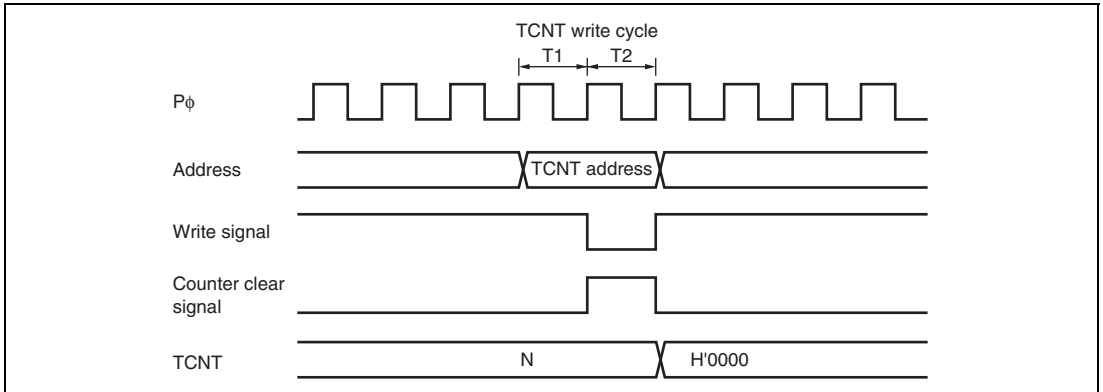 TCNT write cycle
T1 T2
Pϕ
Address
TCNT address
Write signal
Counter clear
signal
TCNT
N
H'0000